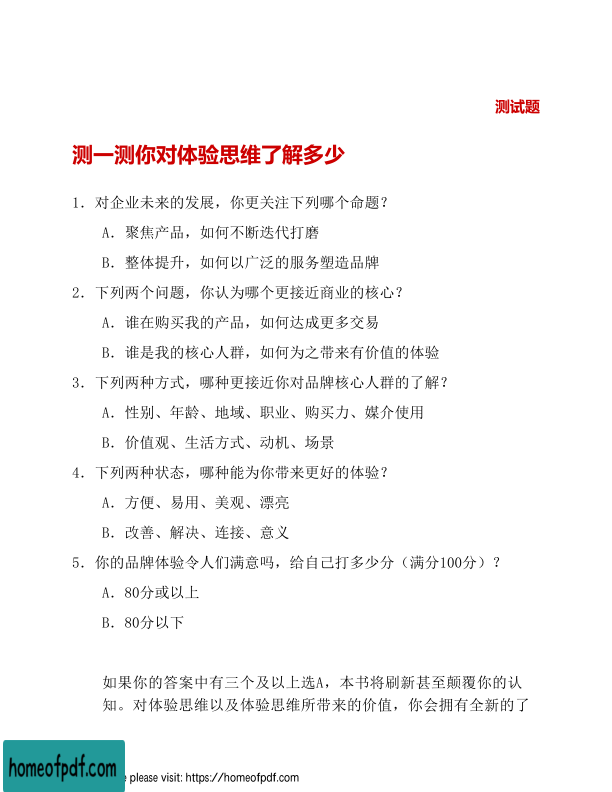 测试题
测一测你对体验思维了解多少
1. 对企业未来的发展，你更关注下列哪个命题？
A. 聚焦产品，如何不断迭代打磨
B. 整体提升，如何以广泛的服务塑造品牌
2. 下列两个问题，你认为哪个更接近商业的核心？
A. 谁在购买我的产品，如何达成更多交易
B. 谁是我的核心人群，如何为之带来有价值的体验
3. 下列两种方式，哪种更接近你对品牌核心人群的了解？
A. 性别、年龄、地域、职业、购买力、媒介使用
B. 价值观、生活方式、动机、场景
4. 下列两种状态，哪种能为你带来更好的体验？
A. 方便、易用、美观、漂亮
B. 改善、解决、连接、意义
5. 你的品牌体验令人们满意吗，给自己打多少分（满分100分）？
A. 80分或以上
B. 80分以下
如果你的答案中有三个及以上选A，本书将刷新甚至颠覆你的认
知。对体验思维以及体验思维所带来的价值，你会拥有全新的了
homeofpdf.com
please visit: https://homeofpdf.com